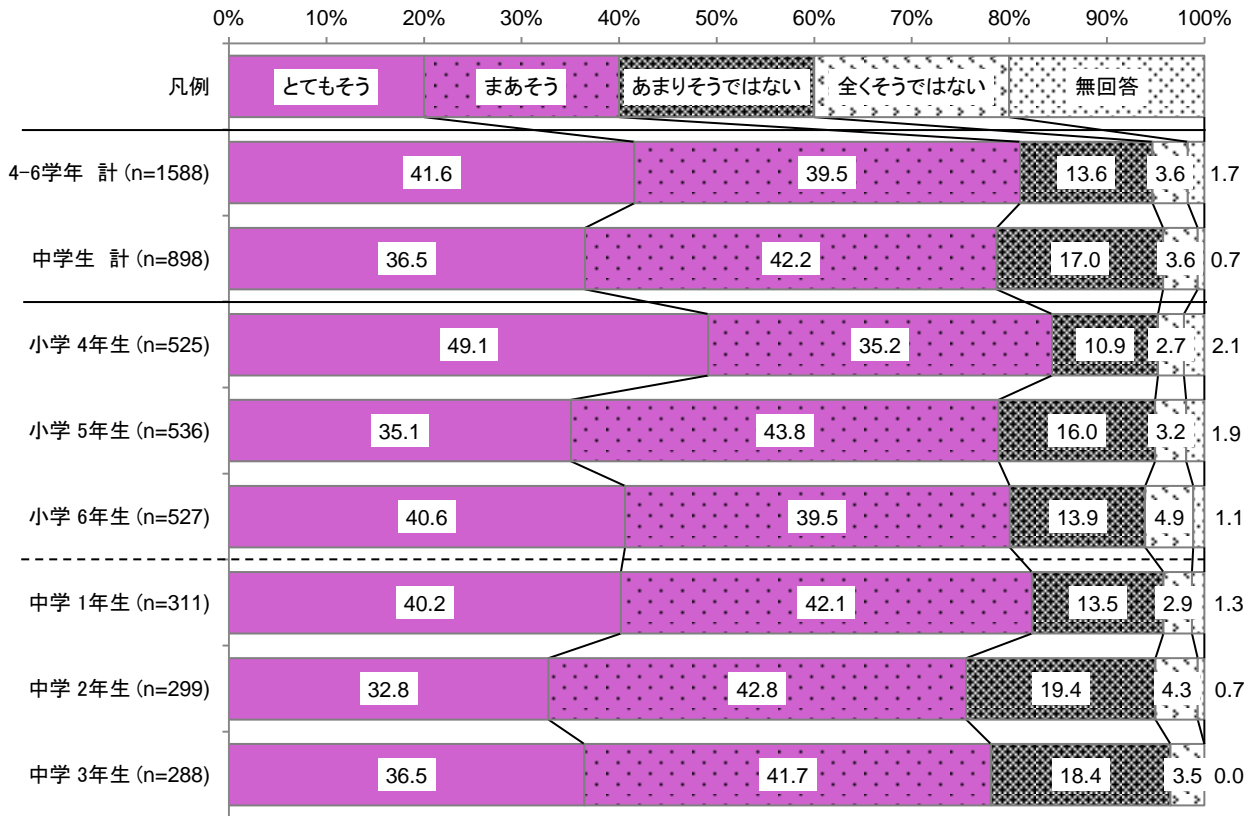 0% 10% 20% 30% 40% 50% 60% 70% 80% 90% 100%
凡例 とてもそう まあそう あまりそうではない 全くそうではない 無回答
4-6学年 計 (n=1588) 41.6 39.5 13.6 3.6 1.7
中学生 計 (n=898) 36.5 42.2 17.0 3.6 0.7
小学 4年生 (n=525) 49.1 35.2 10.9 2.7 2.1
小学 5年生 (n=536) 35.1 43.8 16.0 3.2 1.9
小学 6年生 (n=527) 40.6 39.5 13.9 4.9 1.1
中学 1年生 (n=311) 40.2 42.1 13.5 2.9 1.3
中学 2年生 (n=299) 32.8 42.8 19.4 4.3 0.7
中学 3年生 (n=288) 36.5 41.7 18.4 3.5 0.0